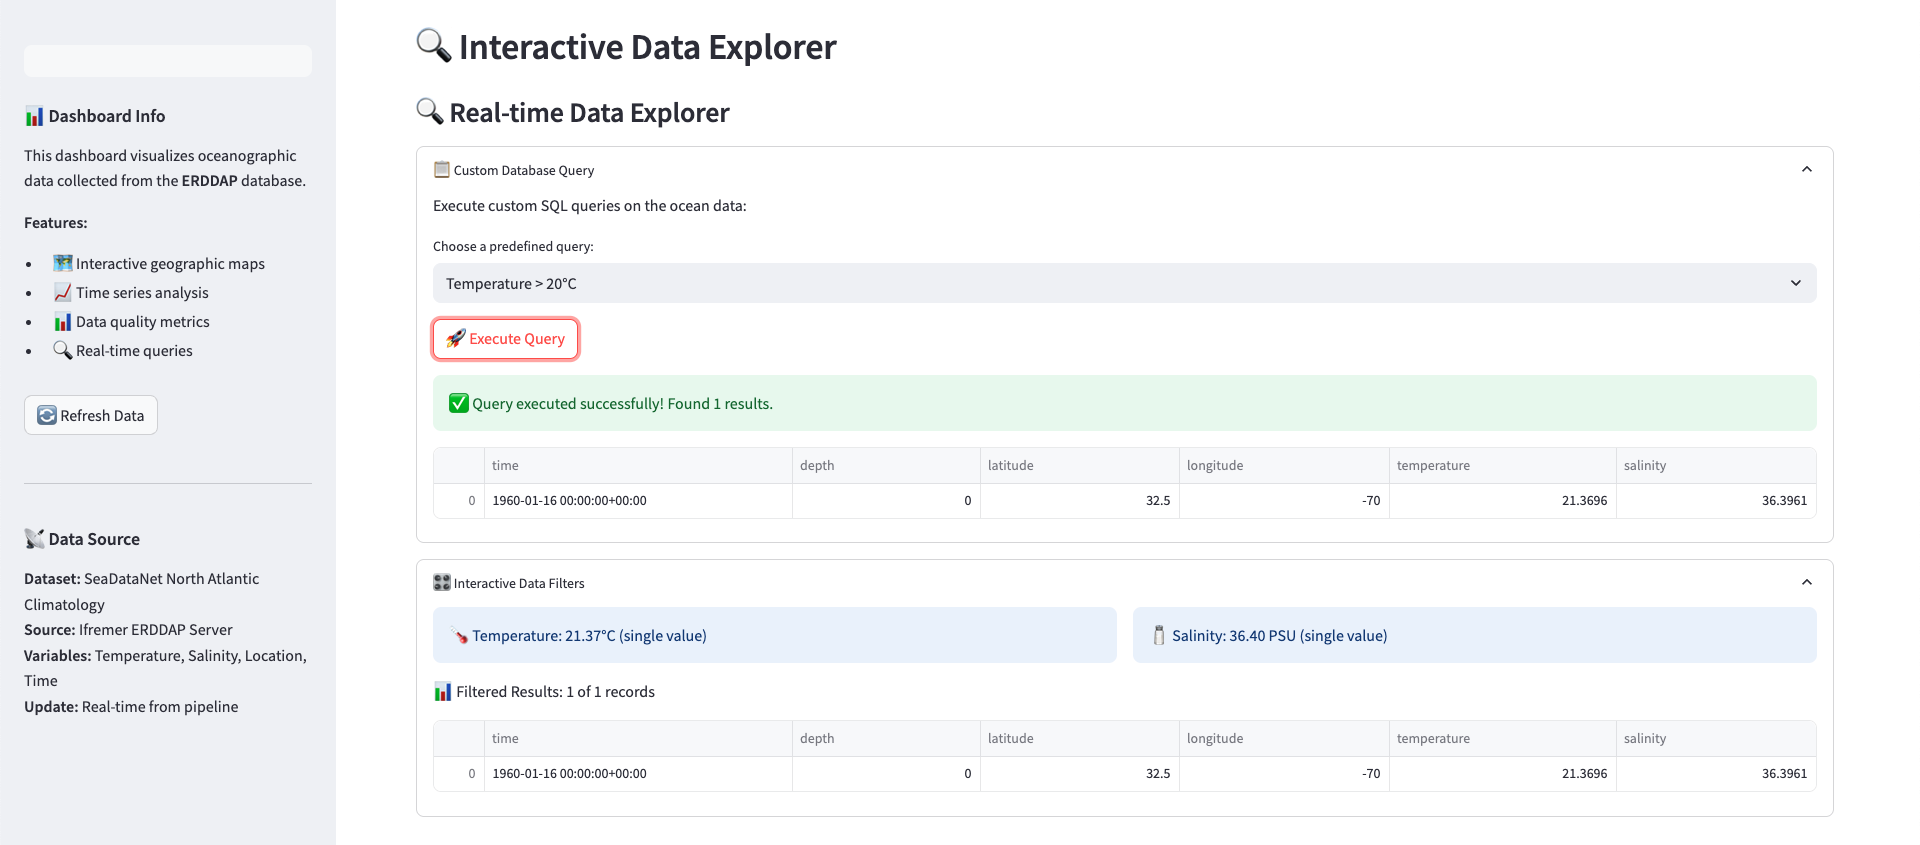 Dashboard Info
This dashboard visualizes oceanographic
data collected from the ERDDAP database.
Features:
Interactive geographic maps
Time series analysis
Data quality metrics
Real-time queries
Refresh Data
Data Source
Dataset: SeaDataNet North Atlantic
Climatology
Source: Ifremer ERDDAP Server
Variables: Temperature, Salinity, Location,
Time
Update: Real-time from pipeline
Interactive Data Explorer
Real-time Data Explorer
Custom Database Query
Execute custom SQL queries on the ocean data:
Choose a predefined query:
Temperature > 20°C
Execute Query
Query executed successfully! Found 1 results.
time depth latitude longitude temperature salinity
0 1960-01-16 00:00:00+00:00 0 32.5 -70 21.3696 36.3961
Interactive Data Filters
Temperature: 21.37°C (single value)
Salinity: 36.40 PSU (single value)
Filtered Results: 1 of 1 records
time depth latitude longitude temperature salinity
0 1960-01-16 00:00:00+00:00 0 32.5 -70 21.3696 36.3961